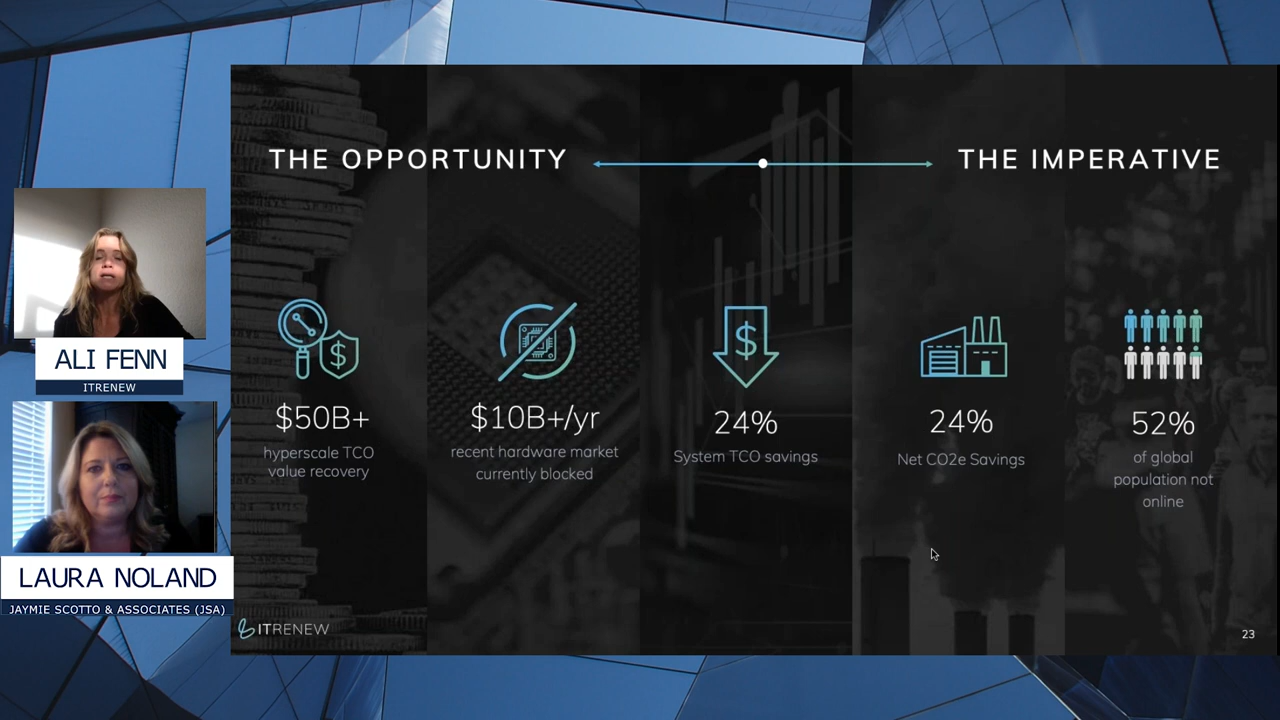 THE OPPORTUNITY
THE IMPERATIVE
$50B+
hyperscale TCO
value recovery
$10B+/yr
recent hardware market
currently blocked
24%
System TCO savings
24%
Net CO2e Savings
52%
of global
population not
online
ITRENEW
23
ALI FENN
ITRENEW
LAURA NOLAND
JAYMIE SCOTTO & ASSOCIATES (JSA)